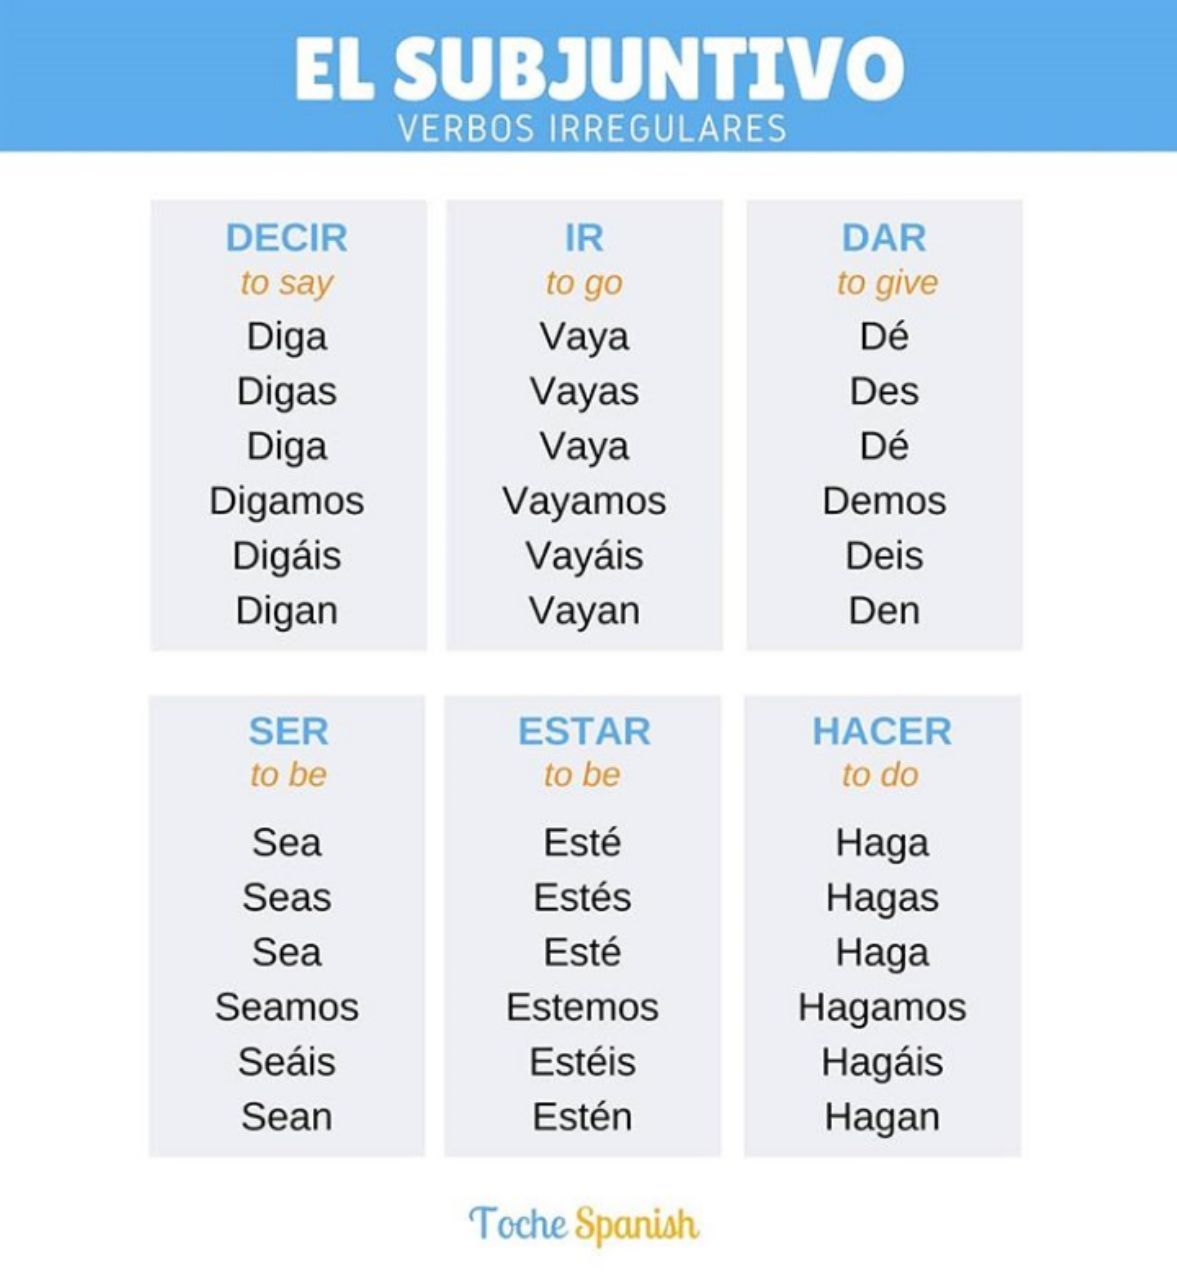 EL SUBJUNTIVO
VERBOS IRREGULARES
DECIR
to say
Diga
Digas
Diga
Digamos
Digáis
Digan
IR
to go
Vaya
Vayas
Vaya
Vayamos
Vayáis
Vayan
DAR
to give
Dé
Des
Dé
Demos
Deis
Den
SER
to be
Sea
Seas
Sea
Seamos
Seáis
Sean
ESTAR
to be
Esté
Estés
Esté
Estemos
Estéis
Estén
HACER
to do
Haga
Hagas
Haga
Hagamos
Hagáis
Hagan
Toche Spanish